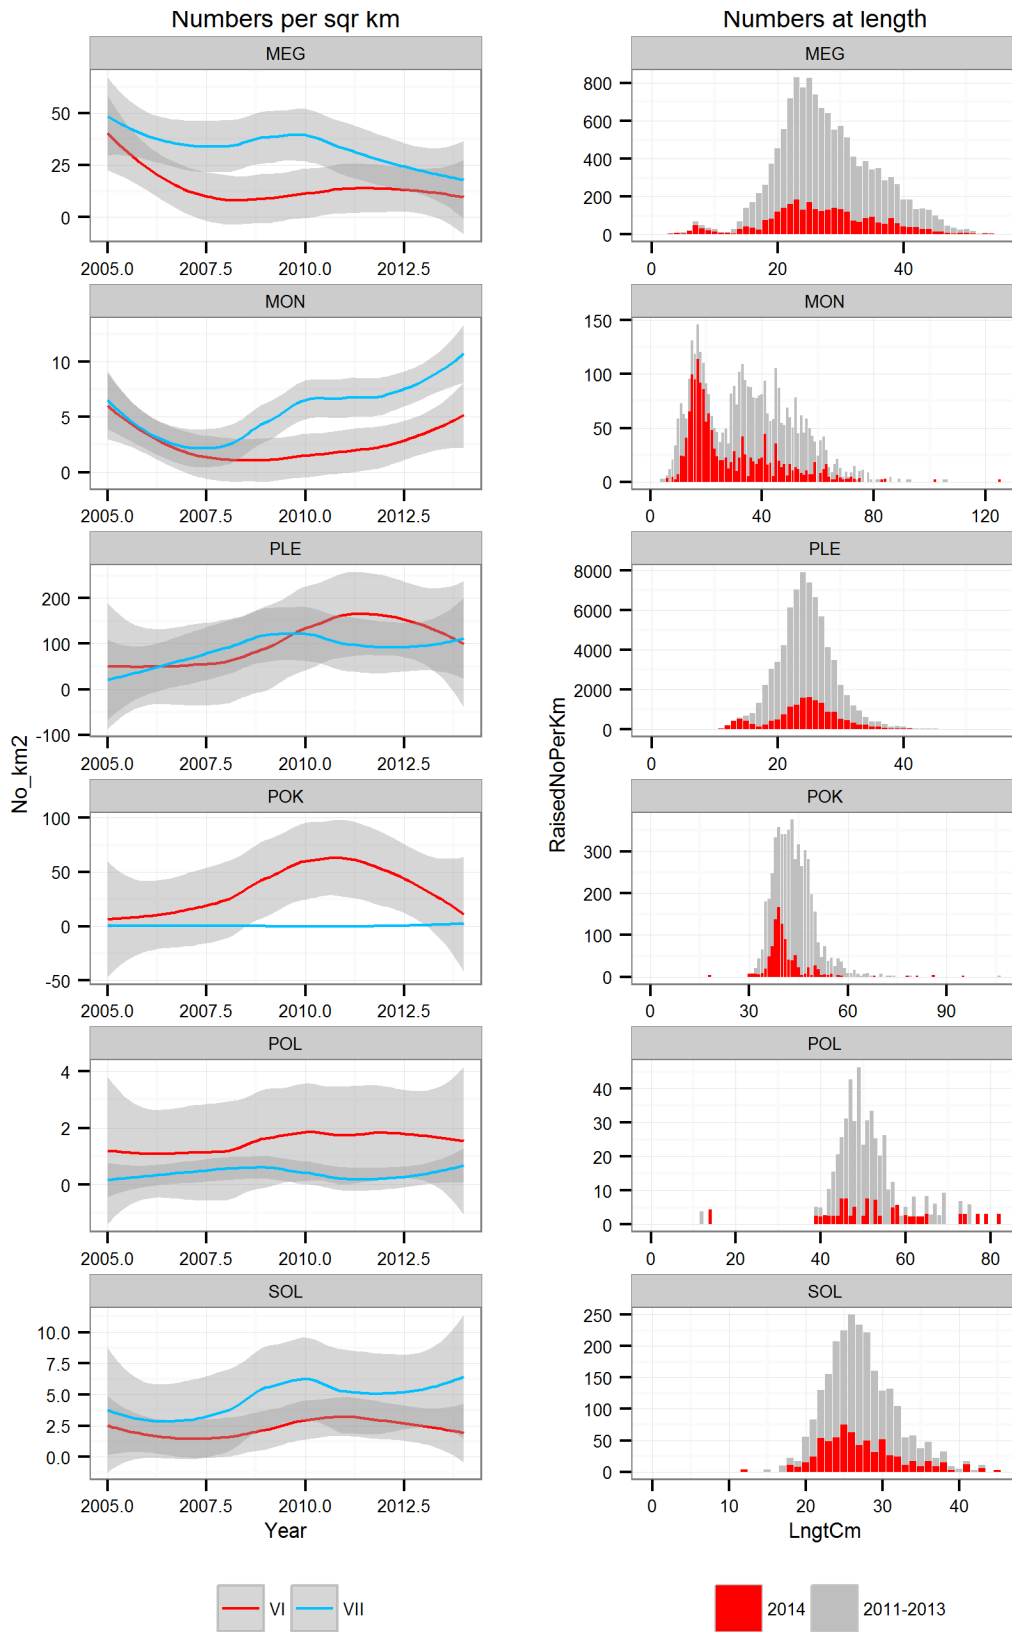 Numbers per sqr km
MEG
50
25
0
2005.0 2007.5 2010.0 2012.5
MON
10
5
0
2005.0 2007.5 2010.0 2012.5
PLE
200
100
0
-100
2005.0 2007.5 2010.0 2012.5
POK
100
50
0
-50
2005.0 2007.5 2010.0 2012.5
POL
4
2
0
2005.0 2007.5 2010.0 2012.5
SOL
10.0
7.5
5.0
2.5
0.0
2005.0 2007.5 2010.0 2012.5
Year
No_km2
VI VII
Numbers at length
MEG
800
600
400
200
0
0 20 40
MON
150
100
50
0
0 40 80 120
PLE
8000
6000
4000
2000
0
0 20 40
POK
300
200
100
0
0 30 60 90
POL
40
30
20
10
0
0 20 40 60 80
SOL
250
200
150
100
50
0
0 10 20 30 40
LngtCm
RaisedNoPerKm
2014 2011-2013